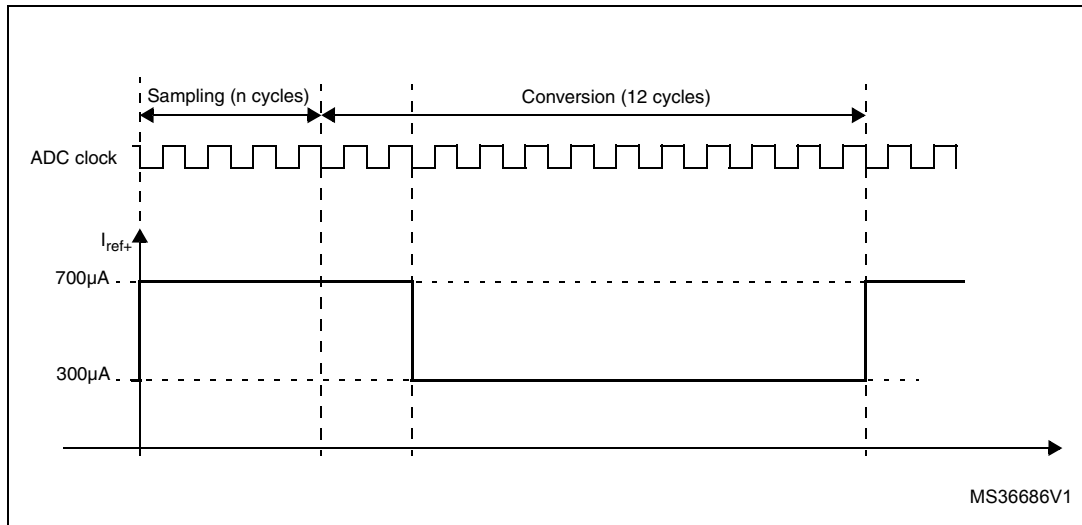 Sampling (n cycles)
Conversion (12 cycles)
ADC clock
Iref+
700µA
300µA
MS36686V1